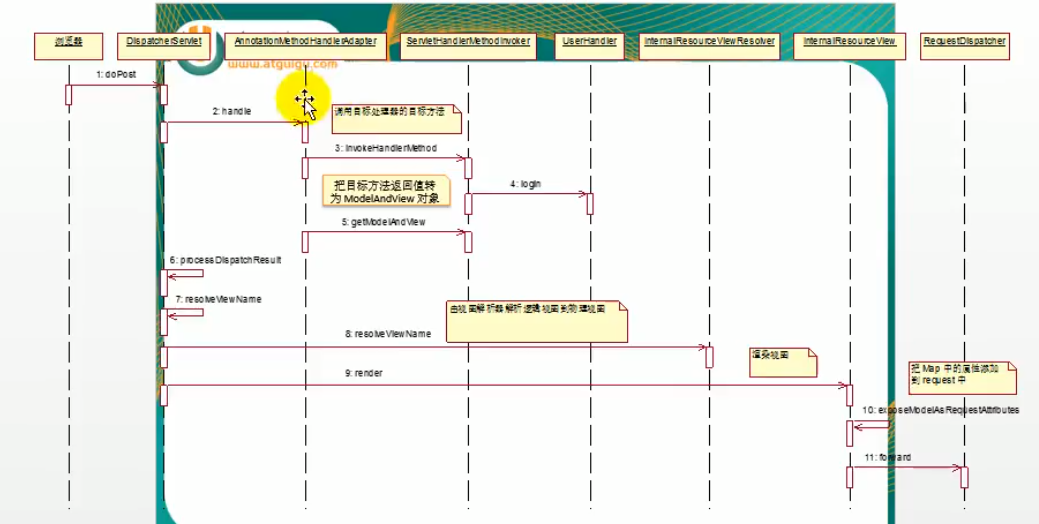 浏览器
DispatcherServlet
AnnotationMethodHandlerAdapter
ServletHandlerMethodInvoker
UserHandler
InternalResourceViewResolver
InternalResourceView
RequestDispatcher
www.atguigu.com
1: doPost
2: handle
调用目标处理器的目标方法
3: invokeHandlerMethod
把目标方法返回值转
为 ModelAndView 对象
4: login
5: getModelAndView
6: processDispatchResult
7: resolveViewName
由视图解析器解析逻辑视图到物理视图
8: resolveViewName
渲染视图
9: render
把 Map 中的属性添加
到 request 中
10: exposeModelAsRequestAttributes
11: forward